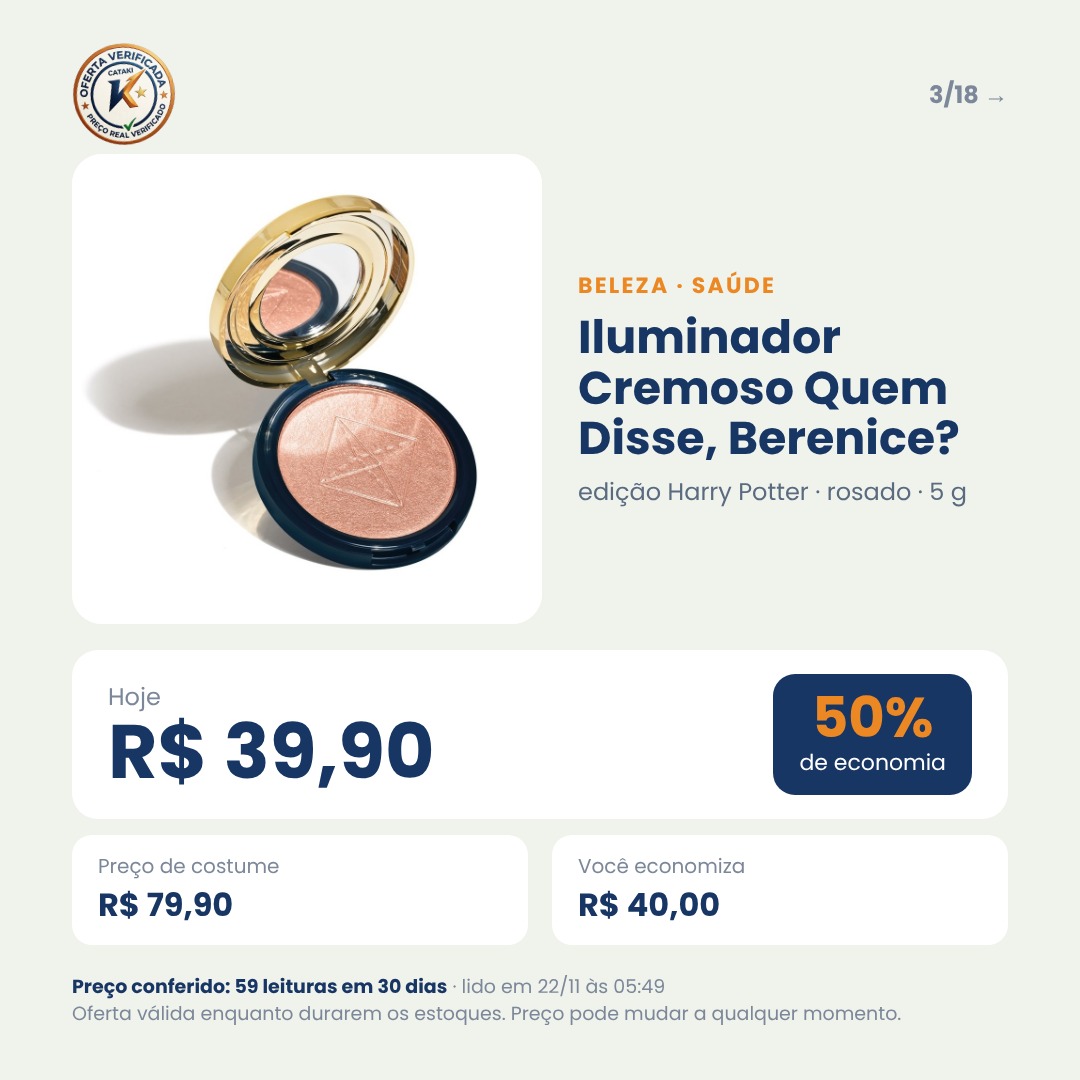 OFERTA VERIFICADA
CATAKI
K
PREÇO REAL VERIFICADO
3/18 →
BELEZA · SAÚDE
Iluminador
Cremoso Quem
Disse, Berenice?
edição Harry Potter · rosado · 5 g
Hoje
R$ 39,90
50%
de economia
Preço de costume
R$ 79,90
Você economiza
R$ 40,00
Preço conferido: 59 leituras em 30 dias · lido em 22/11 às 05:49
Oferta válida enquanto durarem os estoques. Preço pode mudar a qualquer momento.